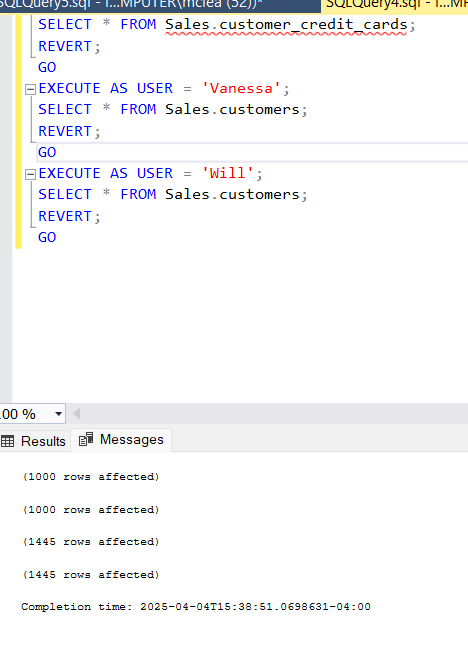 SQLQuery5.sql - l...MPUTER\mclea (52))* SQLQuery4.sql - l...MP
SELECT * FROM Sales.customer_credit_cards;
REVERT;
GO
EXECUTE AS USER = 'Vanessa';
SELECT * FROM Sales.customers;
REVERT;
GO
EXECUTE AS USER = 'Will';
SELECT * FROM Sales.customers;
REVERT;
GO
.00 %
Results Messages
(1000 rows affected)
(1000 rows affected)
(1445 rows affected)
(1445 rows affected)
Completion time: 2025-04-04T15:38:51.0698631-04:00